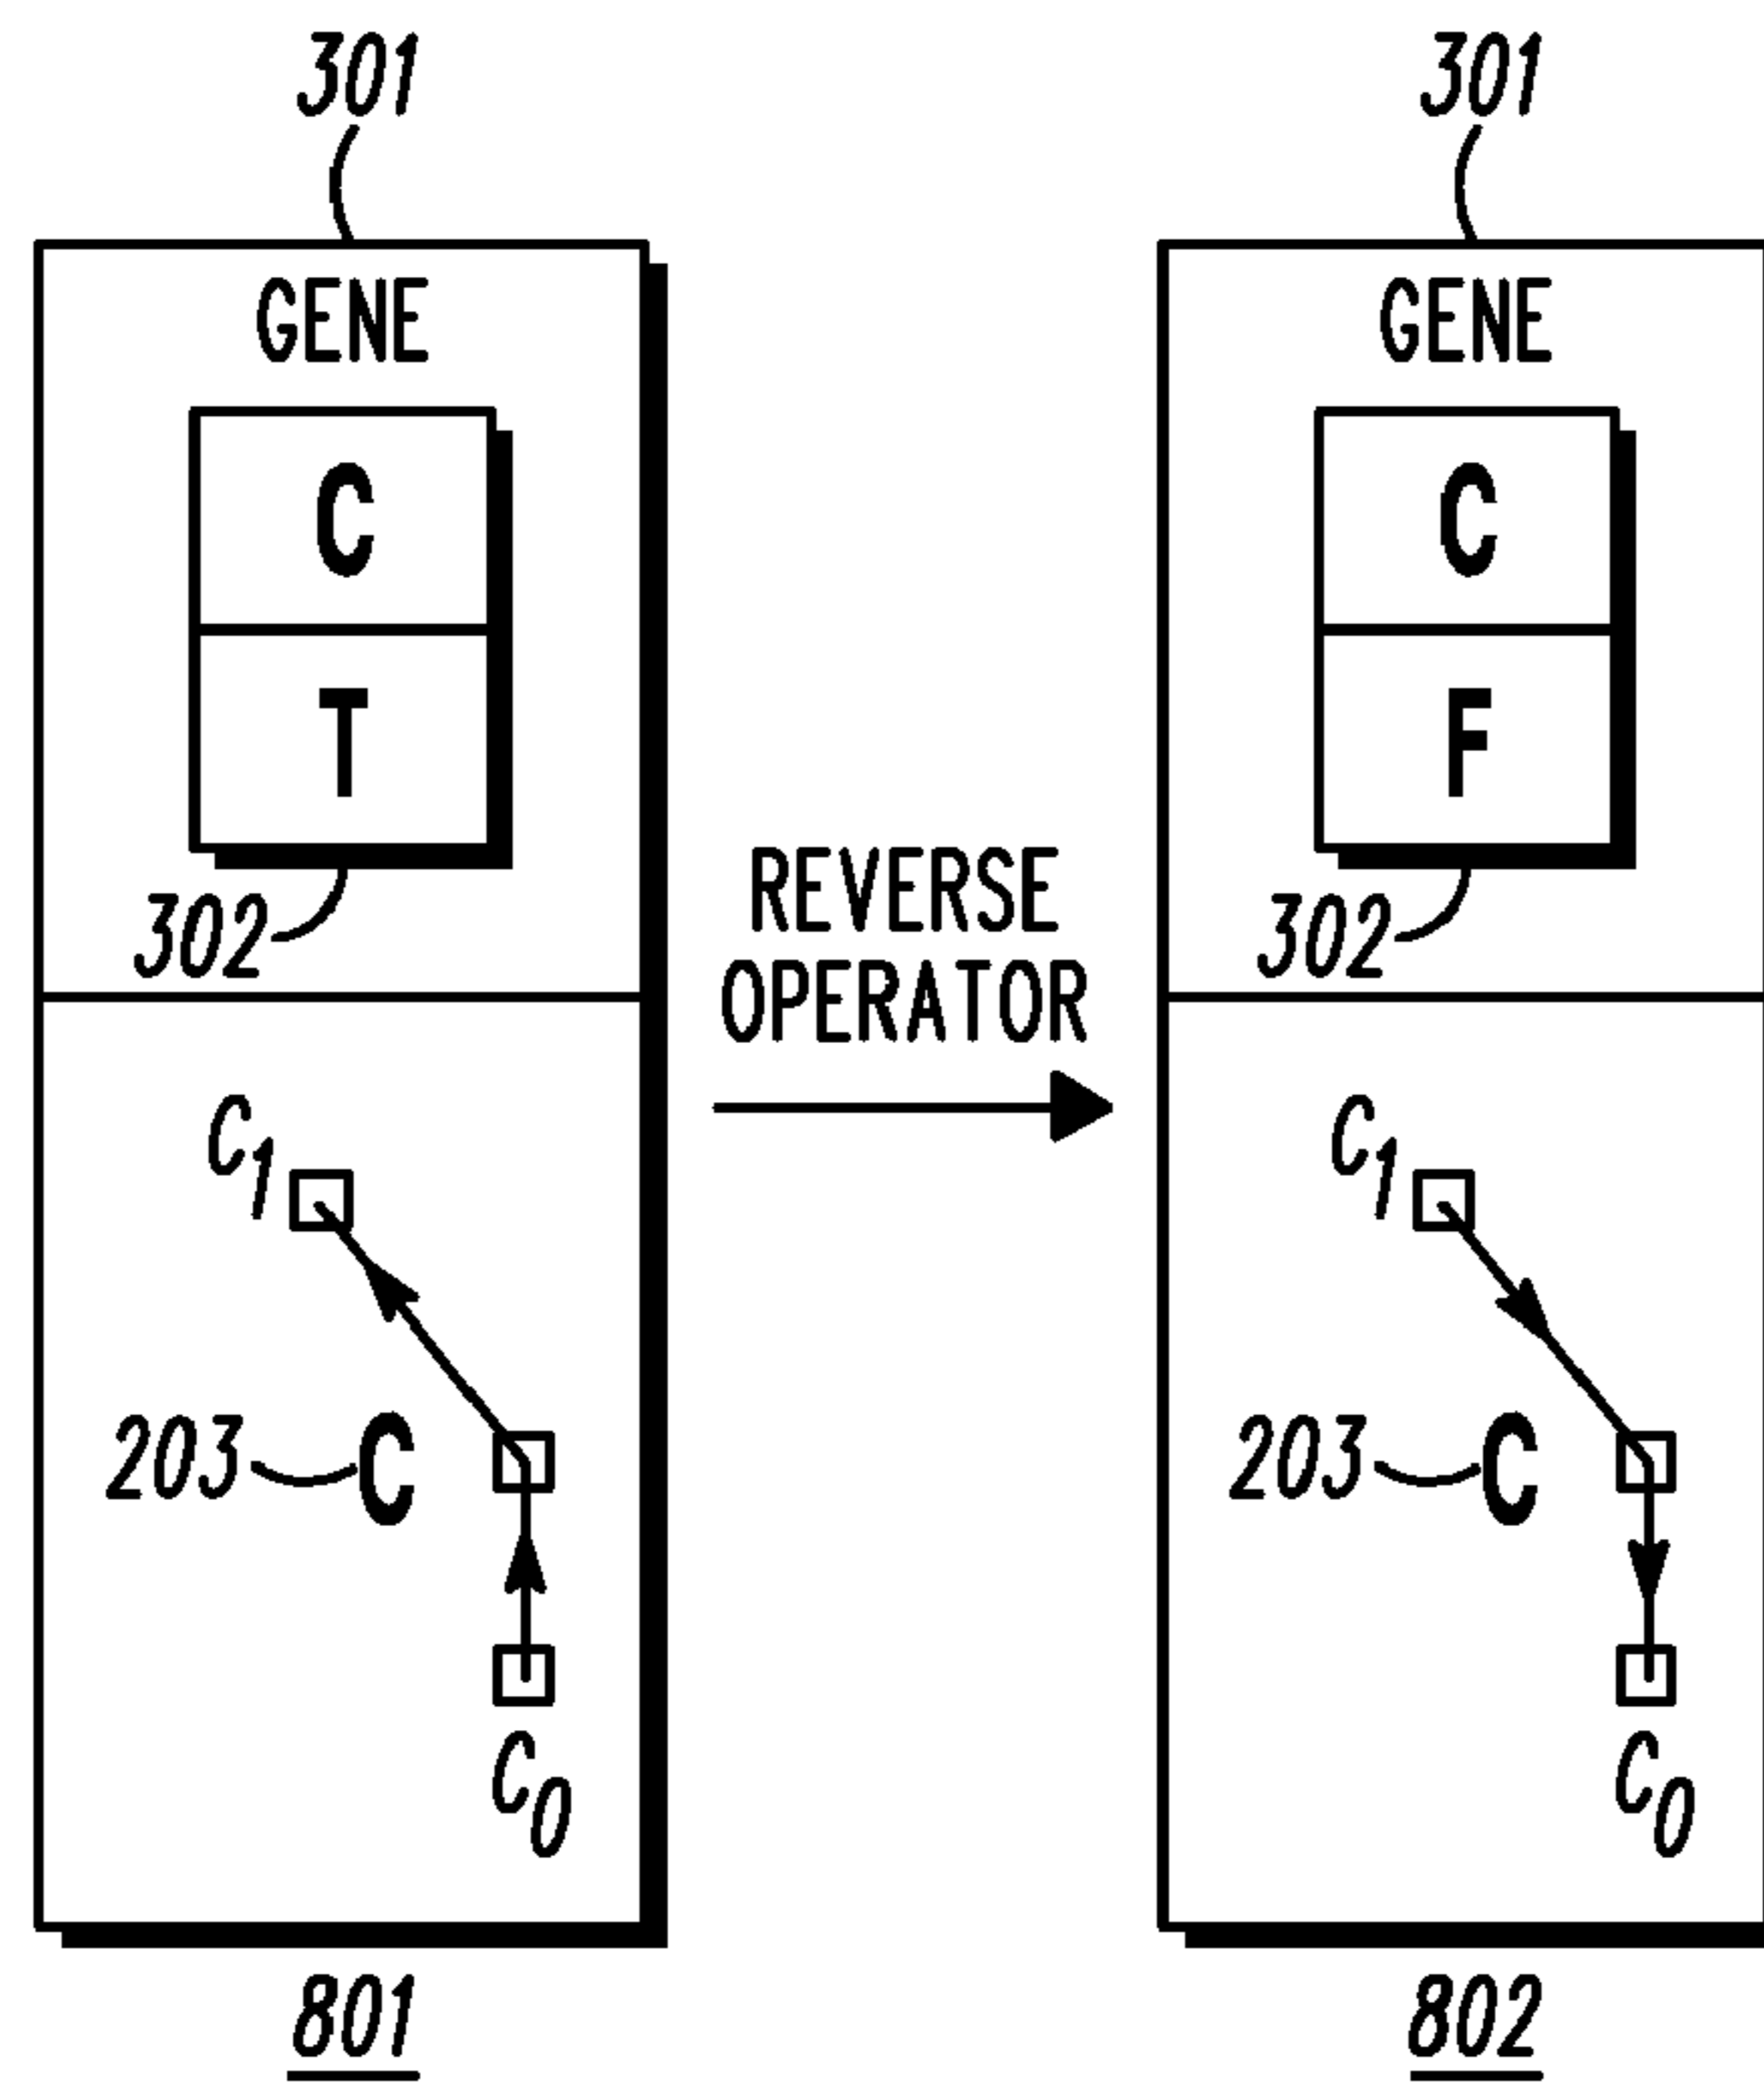 301
GENE
C
T
302
C1
203
C
C0
801
REVERSE
OPERATOR
301
GENE
C
F
302
C1
203
C
C0
802